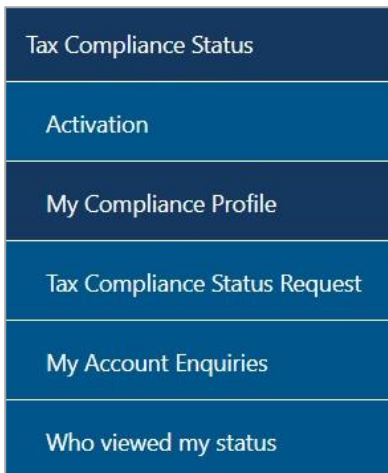 Tax Compliance Status
Activation
My Compliance Profile
Tax Compliance Status Request
My Account Enquiries
Who viewed my status